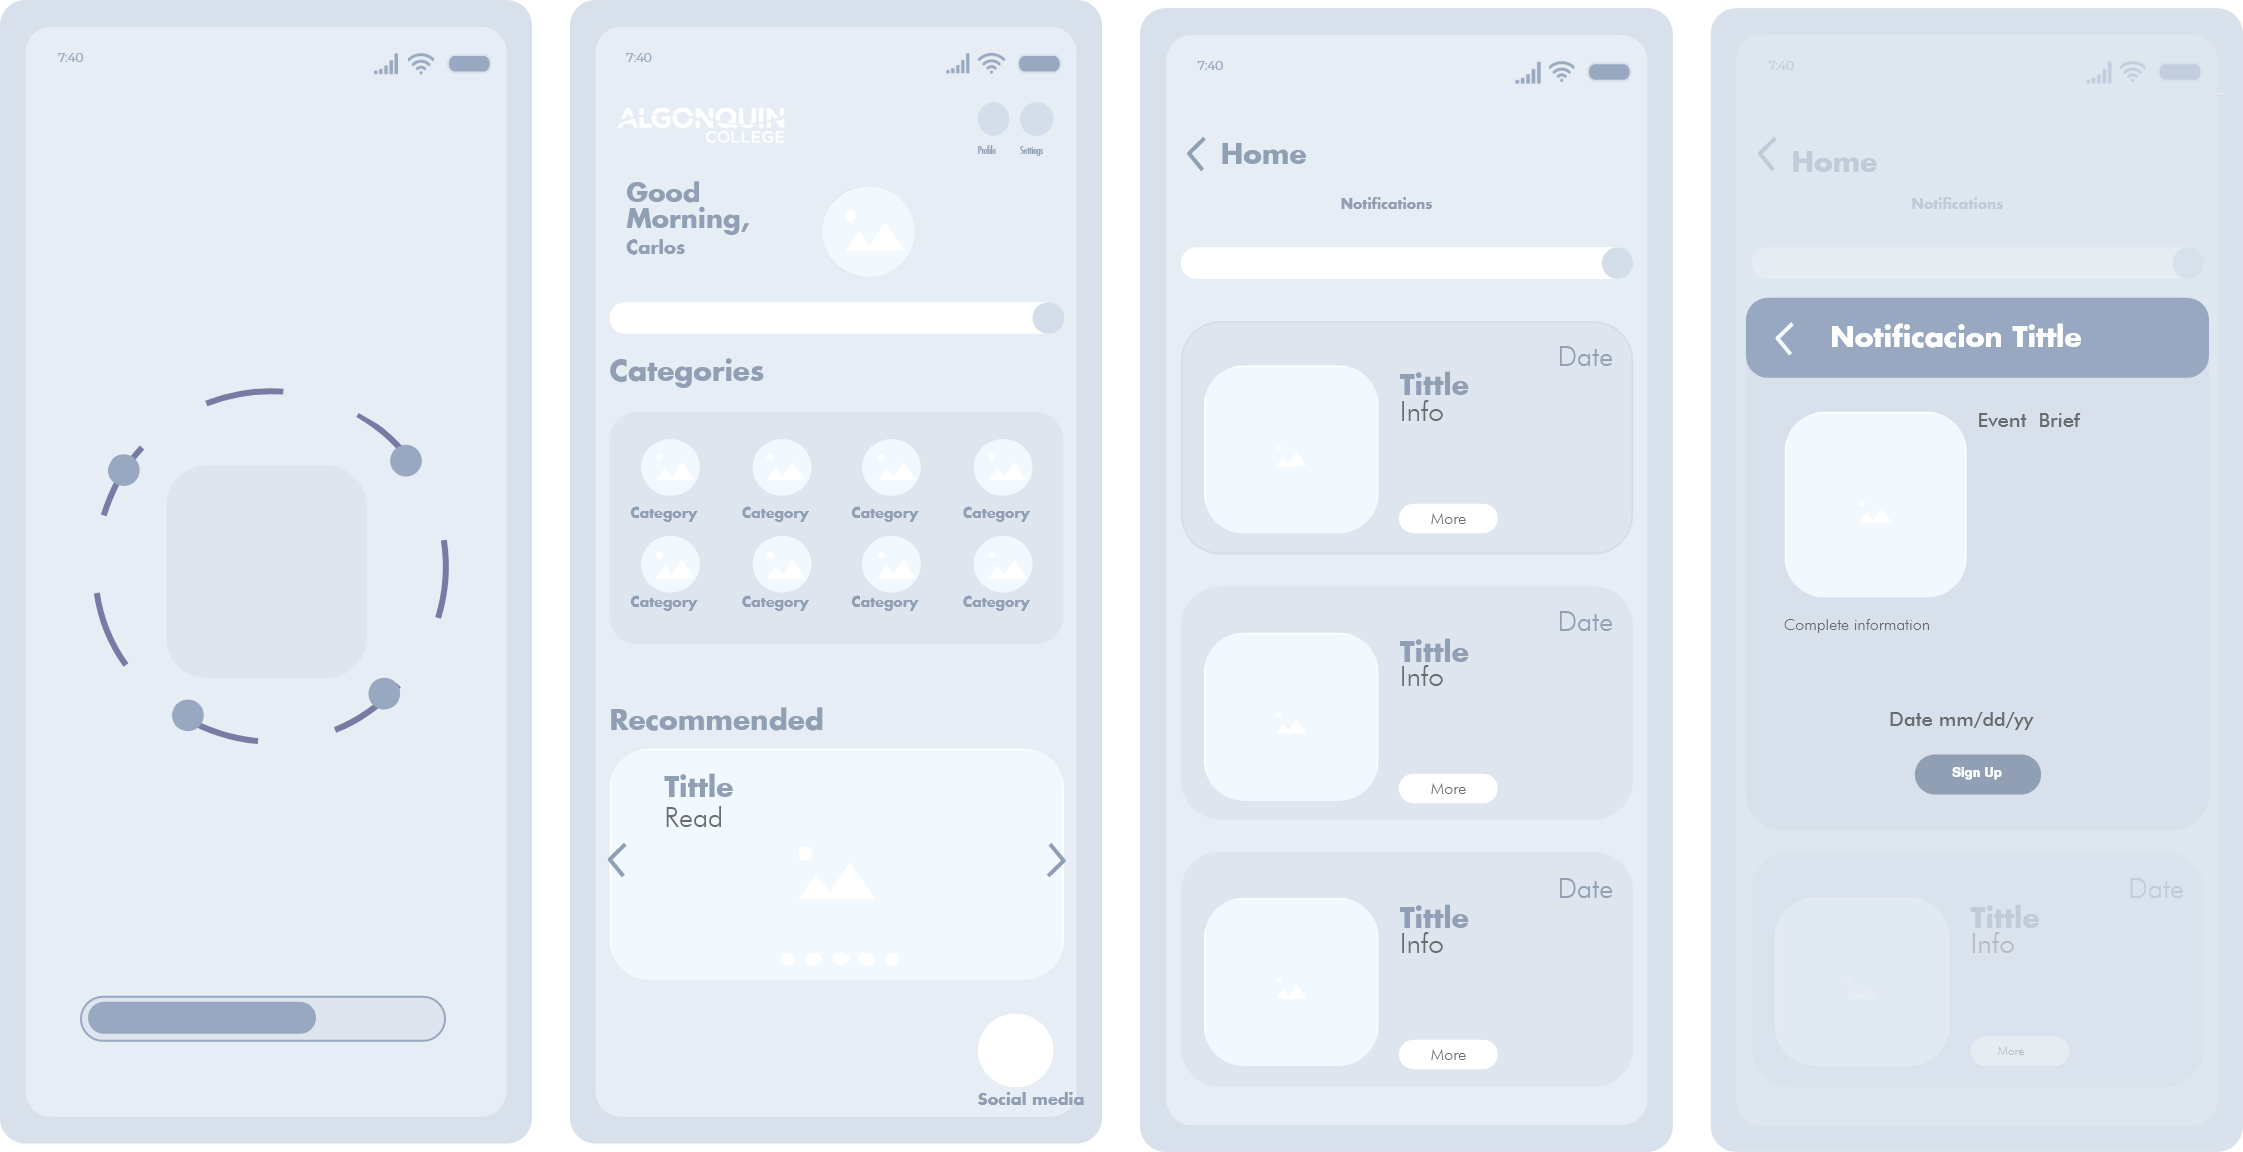 7:40
7:40
ALGONQUIN
COLLEGE
Profile
Settings
Good
Morning,
Carlos
Categories
Category
Category
Category
Category
Category
Category
Category
Category
Recommended
Tittle
Read
Social media
7:40
Home
Notifications
Date
Tittle
Info
More
Date
Tittle
Info
More
Date
Tittle
Info
More
7:40
Home
Notifications
Notificacion Tittle
Event Brief
Complete information
Date mm/dd/yy
Sign Up
Date
Tittle
Info
More